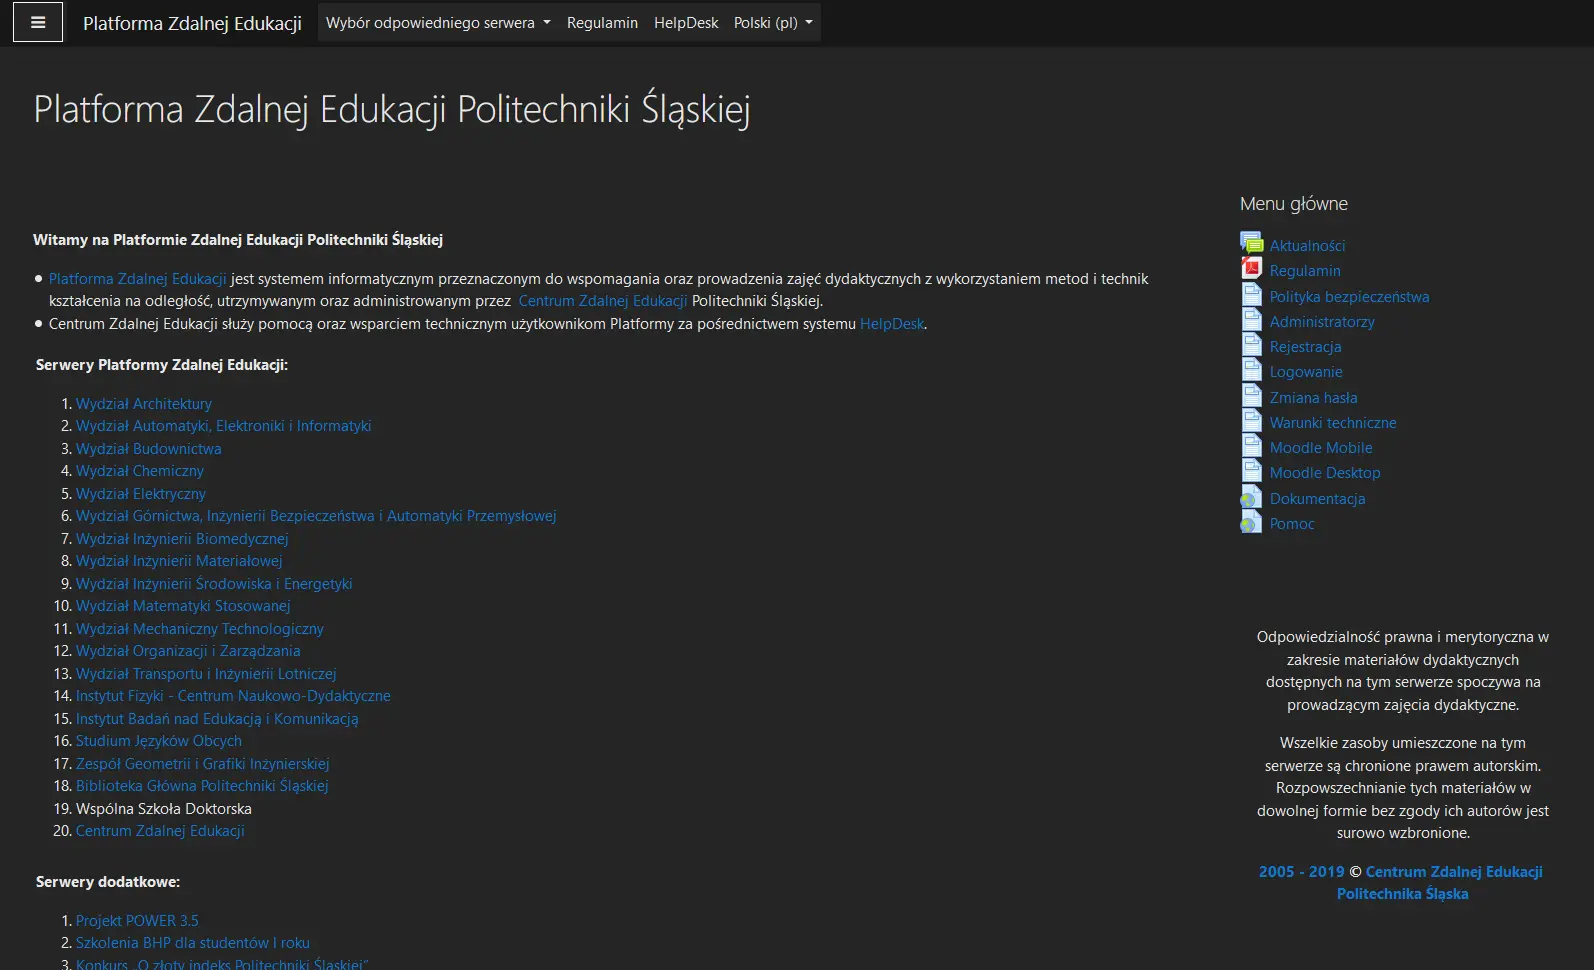 Platforma Zdalnej Edukacji
Wybór odpowiedniego serwera
Regulamin
HelpDesk
Polski (pl)
Platforma Zdalnej Edukacji Politechniki Śląskiej
Witamy na Platformie Zdalnej Edukacji Politechniki Śląskiej
Platforma Zdalnej Edukacji jest systemem informatycznym przeznaczonym do wspomagania oraz prowadzenia zajęć dydaktycznych z wykorzystaniem metod i technik
kształcenia na odległość, utrzymywanym oraz administrowanym przez Centrum Zdalnej Edukacji Politechniki Śląskiej.
Centrum Zdalnej Edukacji służy pomocą oraz wsparciem technicznym użytkownikom Platformy za pośrednictwem systemu HelpDesk.
Serwery Platformy Zdalnej Edukacji:
1. Wydział Architektury
2. Wydział Automatyki, Elektroniki i Informatyki
3. Wydział Budownictwa
4. Wydział Chemiczny
5. Wydział Elektryczny
6. Wydział Górnictwa, Inżynierii Bezpieczeństwa i Automatyki Przemysłowej
7. Wydział Inżynierii Biomedycznej
8. Wydział Inżynierii Materiałowej
9. Wydział Inżynierii Środowiska i Energetyki
10. Wydział Matematyki Stosowanej
11. Wydział Mechaniczny Technologiczny
12. Wydział Organizacji i Zarządzania
13. Wydział Transportu i Inżynierii Lotniczej
14. Instytut Fizyki - Centrum Naukowo-Dydaktyczne
15. Instytut Badań nad Edukacją i Komunikacją
16. Studium Języków Obcych
17. Zespół Geometrii i Grafiki Inżynierskiej
18. Biblioteka Główna Politechniki Śląskiej
19. Wspólna Szkoła Doktorska
20. Centrum Zdalnej Edukacji
Serwery dodatkowe:
1. Projekt POWER 3.5
2. Szkolenia BHP dla studentów I roku
3. Konkurs „O złoty indeks Politechniki Śląskiej”
Menu główne
Aktualności
Regulamin
Polityka bezpieczeństwa
Administratorzy
Rejestracja
Logowanie
Zmiana hasła
Warunki techniczne
Moodle Mobile
Moodle Desktop
Dokumentacja
Pomoc
Odpowiedzialność prawna i merytoryczna w
zakresie materiałów dydaktycznych
dostępnych na tym serwerze spoczywa na
prowadzącym zajęcia dydaktyczne.
Wszelkie zasoby umieszczone na tym
serwerze są chronione prawem autorskim.
Rozpowszechnianie tych materiałów w
dowolnej formie bez zgody ich autorów jest
surowo wzbronione.
2005 - 2019 © Centrum Zdalnej Edukacji
Politechnika Śląska